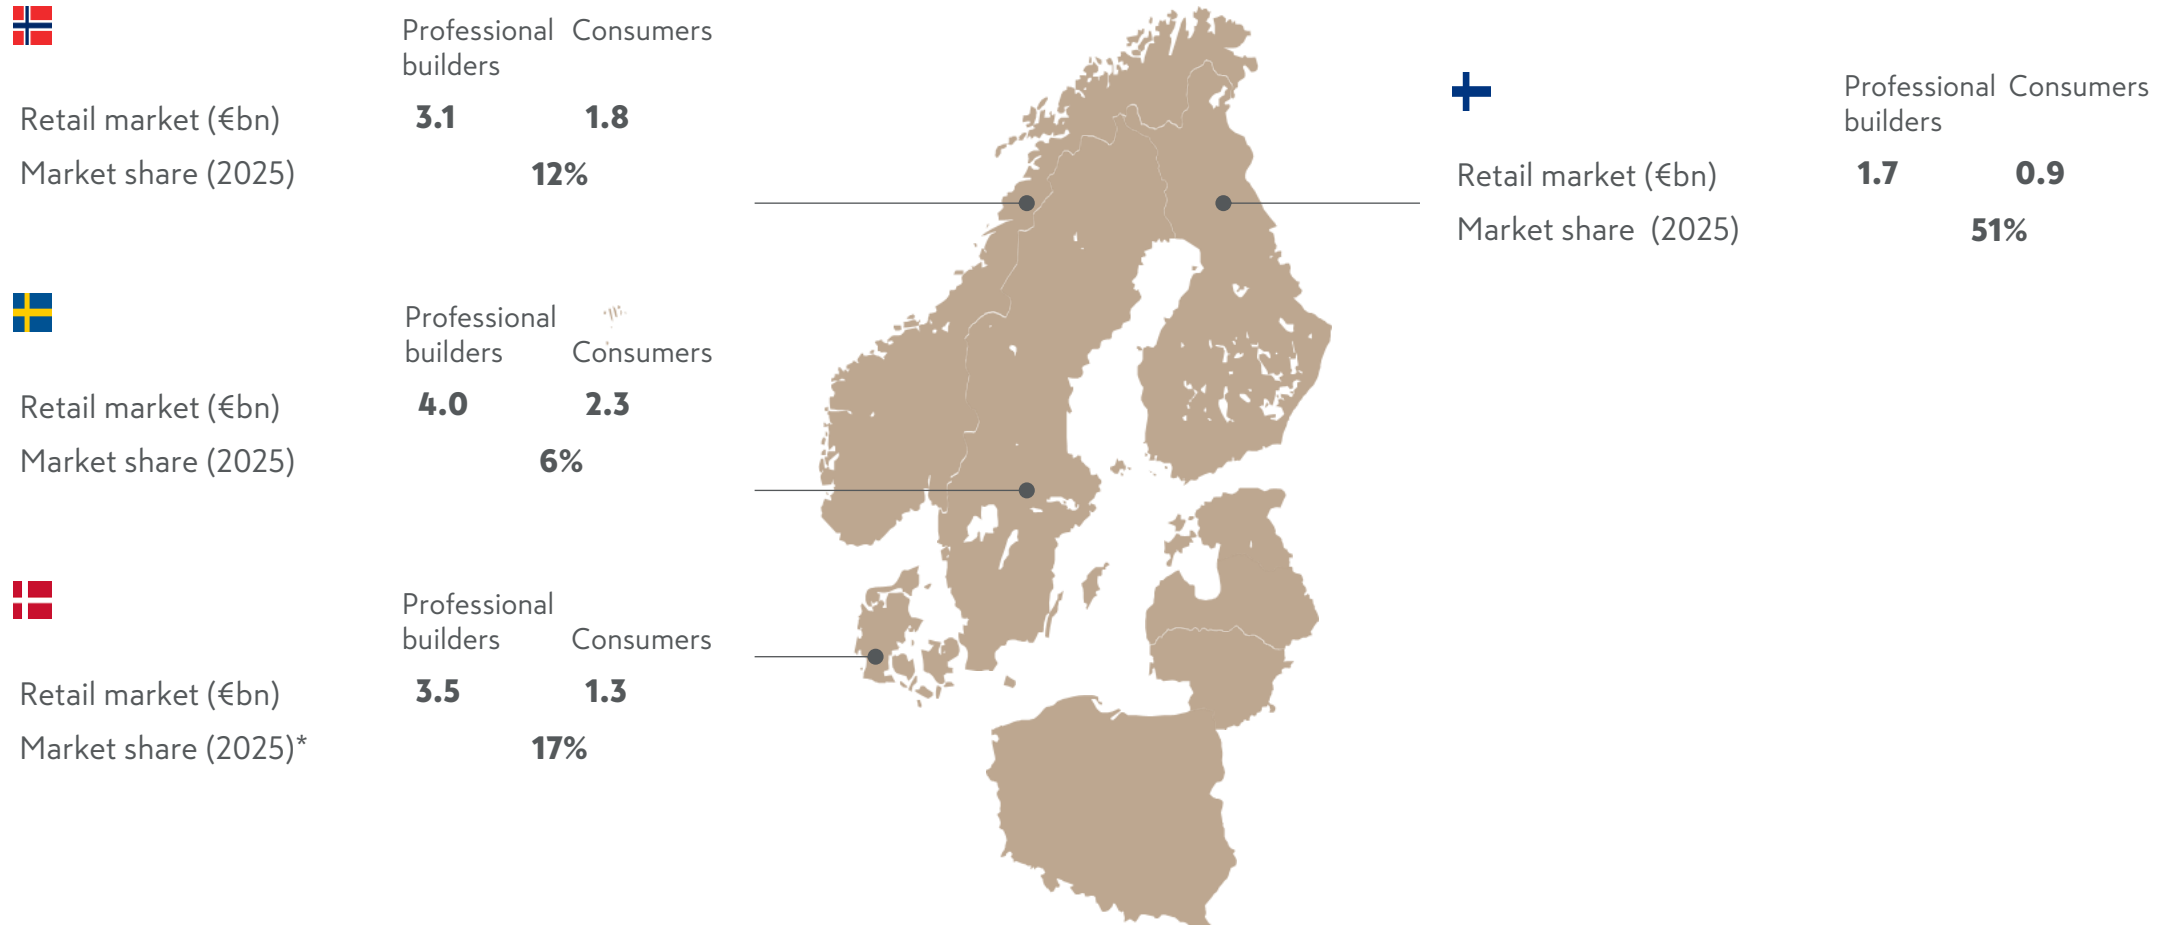 Professional Consumers
builders
Retail market (€bn) 3.1 1.8
Market share (2025) 12%
Professional
builders Consumers
Retail market (€bn) 4.0 2.3
Market share (2025) 6%
Professional
builders Consumers
Retail market (€bn) 3.5 1.3
Market share (2025)* 17%
Professional Consumers
builders
Retail market (€bn) 1.7 0.9
Market share (2025) 51%